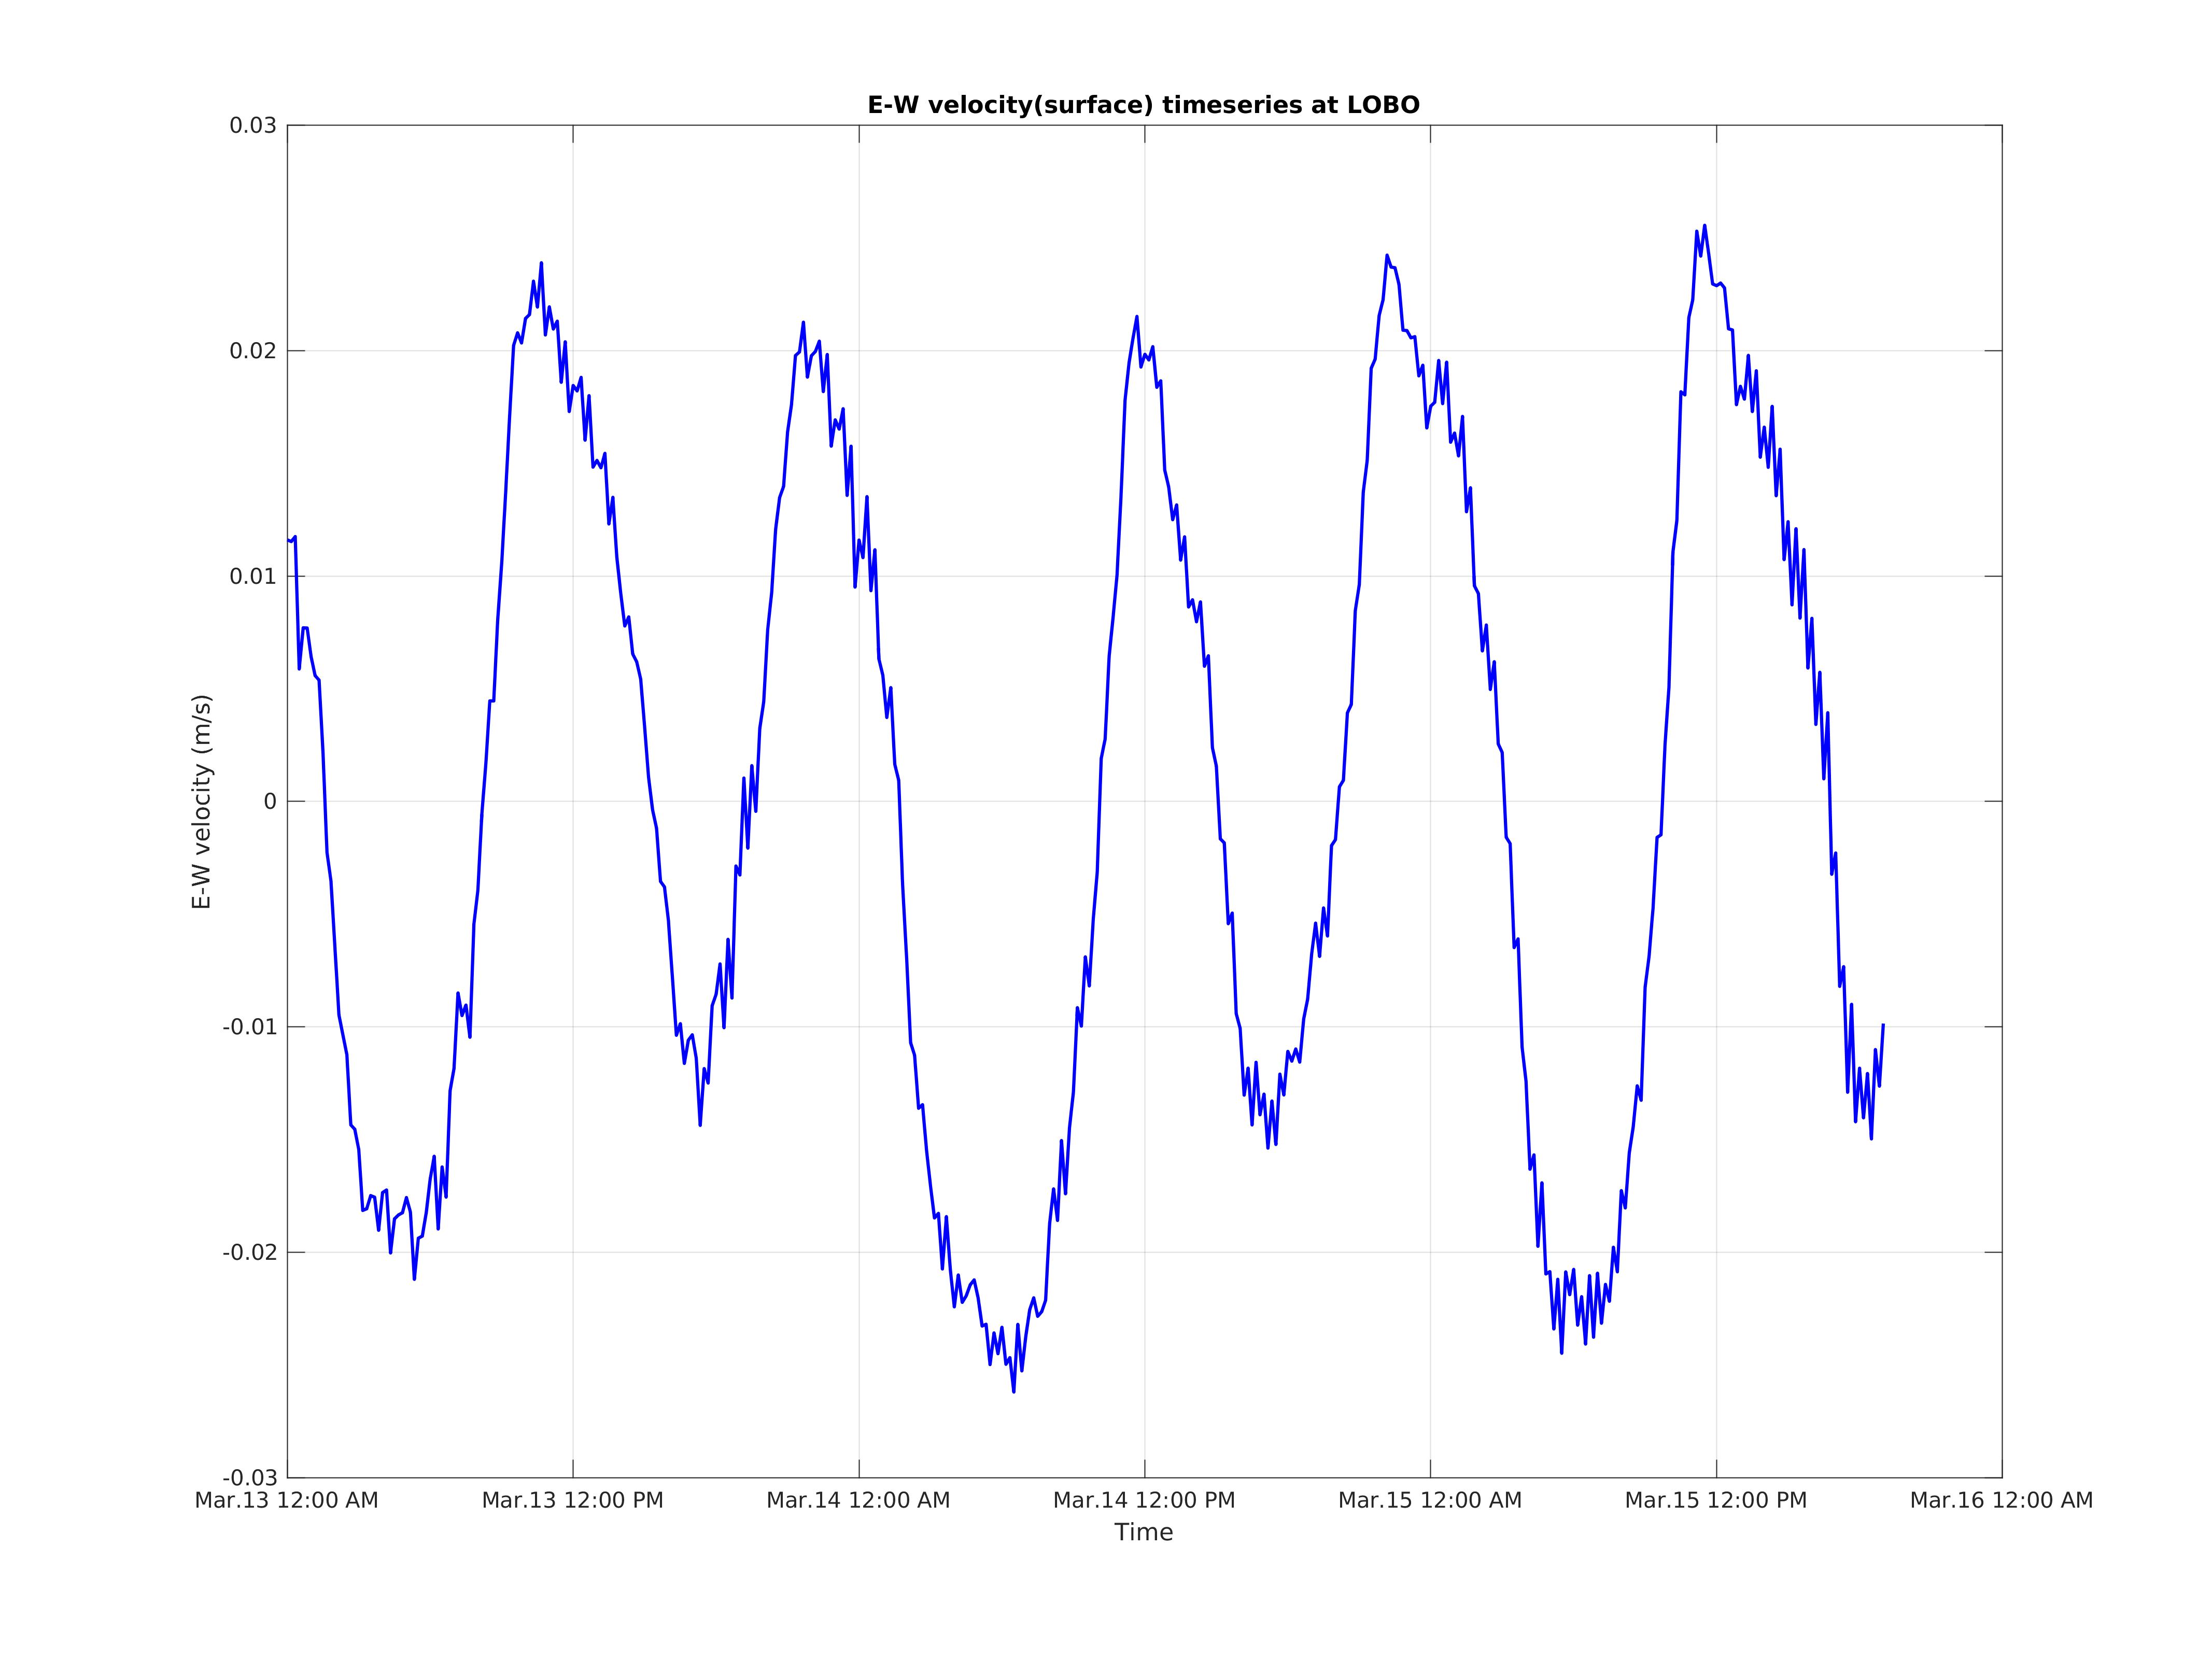 E-W velocity(surface) timeseries at LOBO
0.03
0.02
0.01
0
-0.01
-0.02
-0.03
E-W velocity (m/s)
Mar.13 12:00 AM
Mar.13 12:00 PM
Mar.14 12:00 AM
Mar.14 12:00 PM
Mar.15 12:00 AM
Mar.15 12:00 PM
Mar.16 12:00 AM
Time